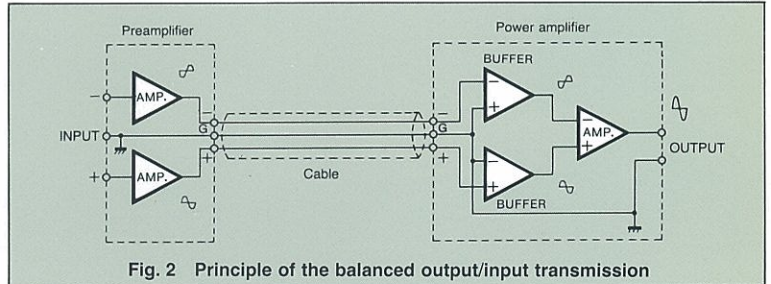 Preamplifier
Power amplifier
BUFFER
− AMP.
− G +
− G +
− +
− AMP. +
INPUT
OUTPUT
+ AMP.
Cable
− +
BUFFER
Fig. 2 Principle of the balanced output/input transmission